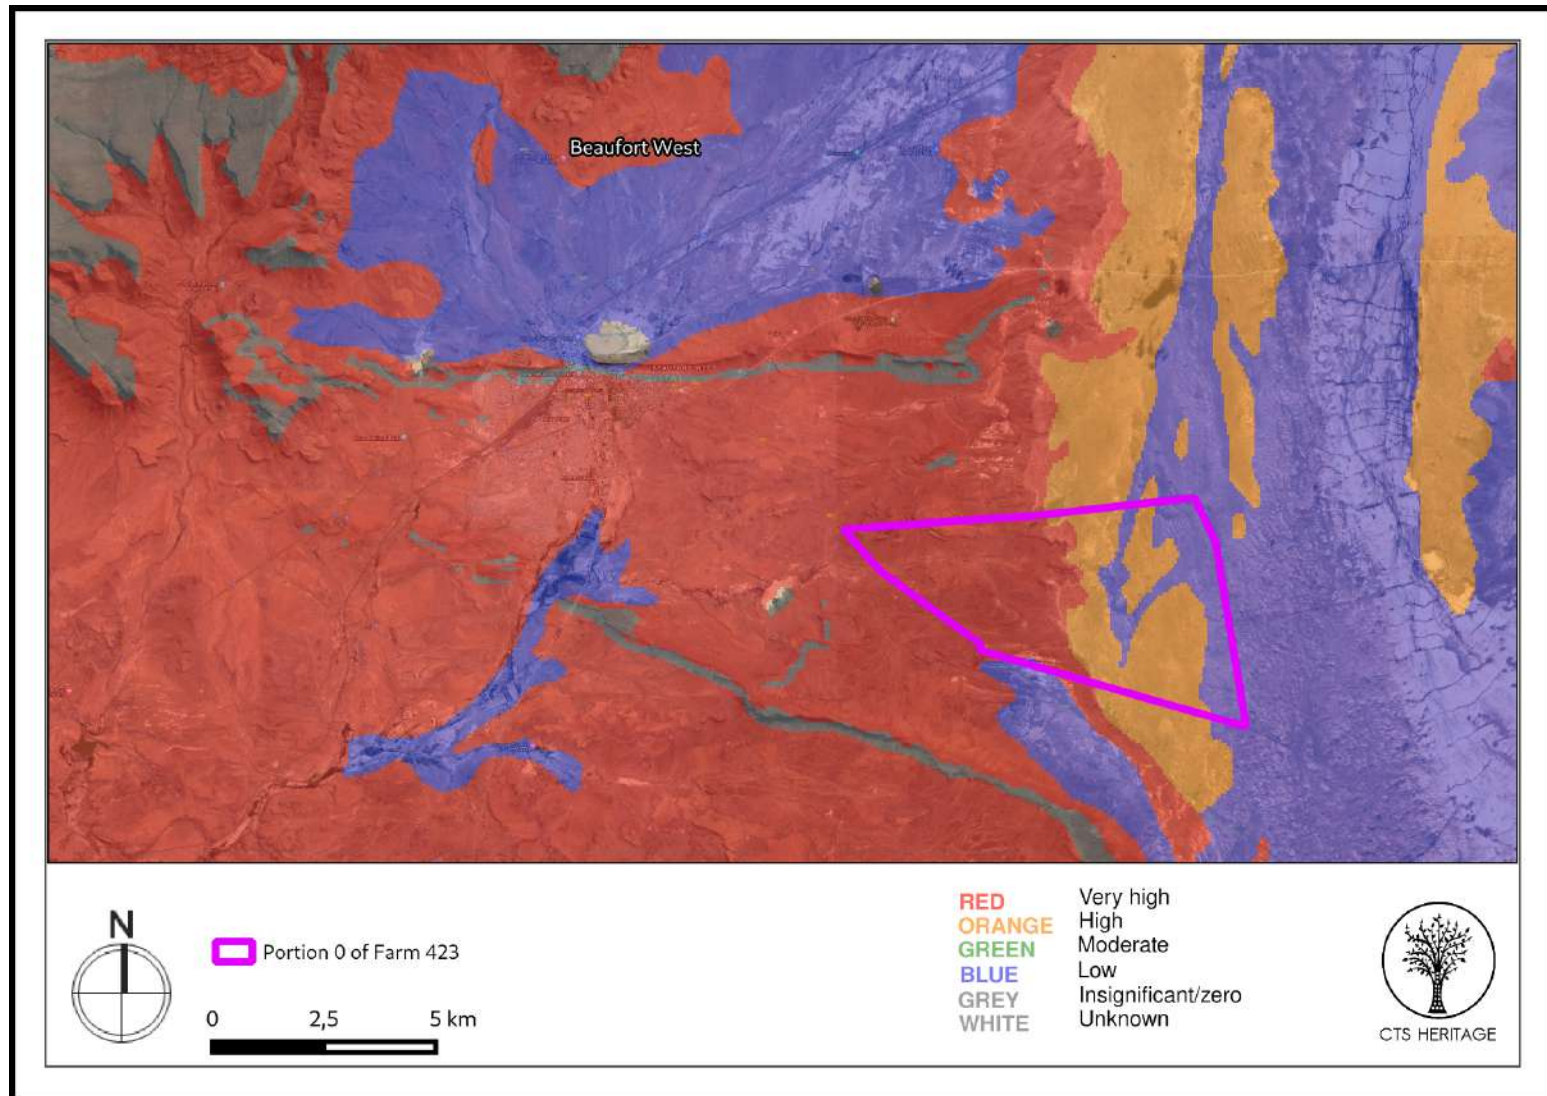 Beaufort West
N
Portion 0 of Farm 423
0 2,5 5 km
RED Very high
ORANGE High
GREEN Moderate
BLUE Low
GREY Insignificant/zero
WHITE Unknown
CTS HERITAGE